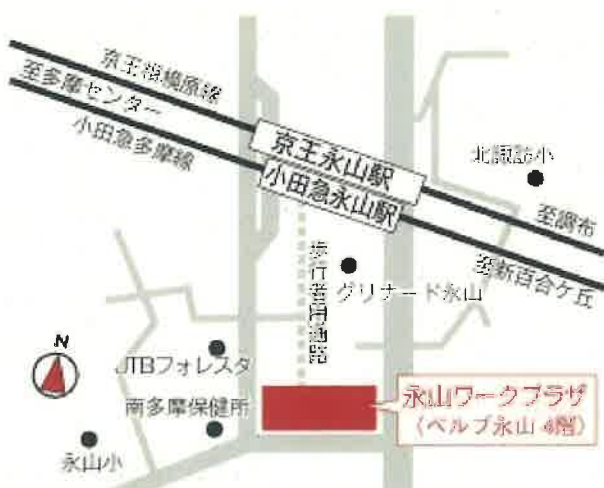 京王相模原線
至多摩センター
小田急多摩線
京王永山駅
小田急永山駅
北諏訪小
至調布
至新百合ケ丘
歩行者専用通路
グリナード永山
N
JTBフォレスタ
南多摩保健所
永山小
永山ワークプラザ
（ベルブ永山 4階）